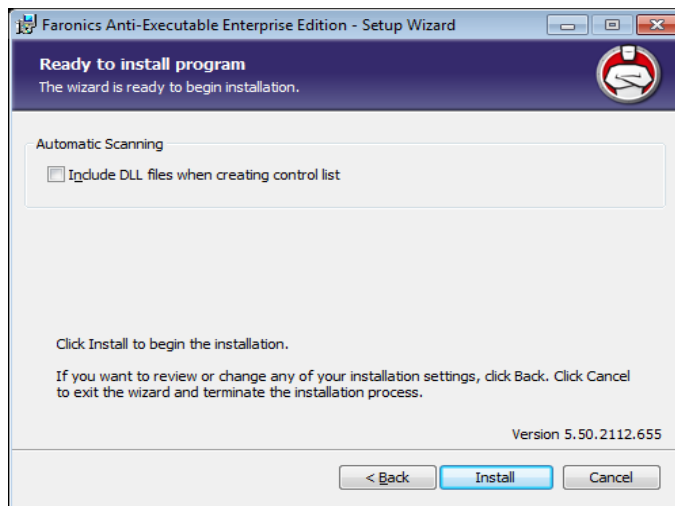 Faronics Anti-Executable Enterprise Edition - Setup Wizard
Ready to install program
The wizard is ready to begin installation.
Automatic Scanning
Include DLL files when creating control list
Click Install to begin the installation.
If you want to review or change any of your installation settings, click Back. Click Cancel
to exit the wizard and terminate the installation process.
Version 5.50.2112.655
< Back
Install
Cancel